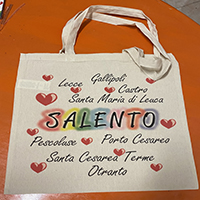 Gallipoli
Lecce
Castro
Santa Maria di Leuca
SALENTO
Pescoluse Porto Cesareo
Santa Cesarea Terme
Otranto